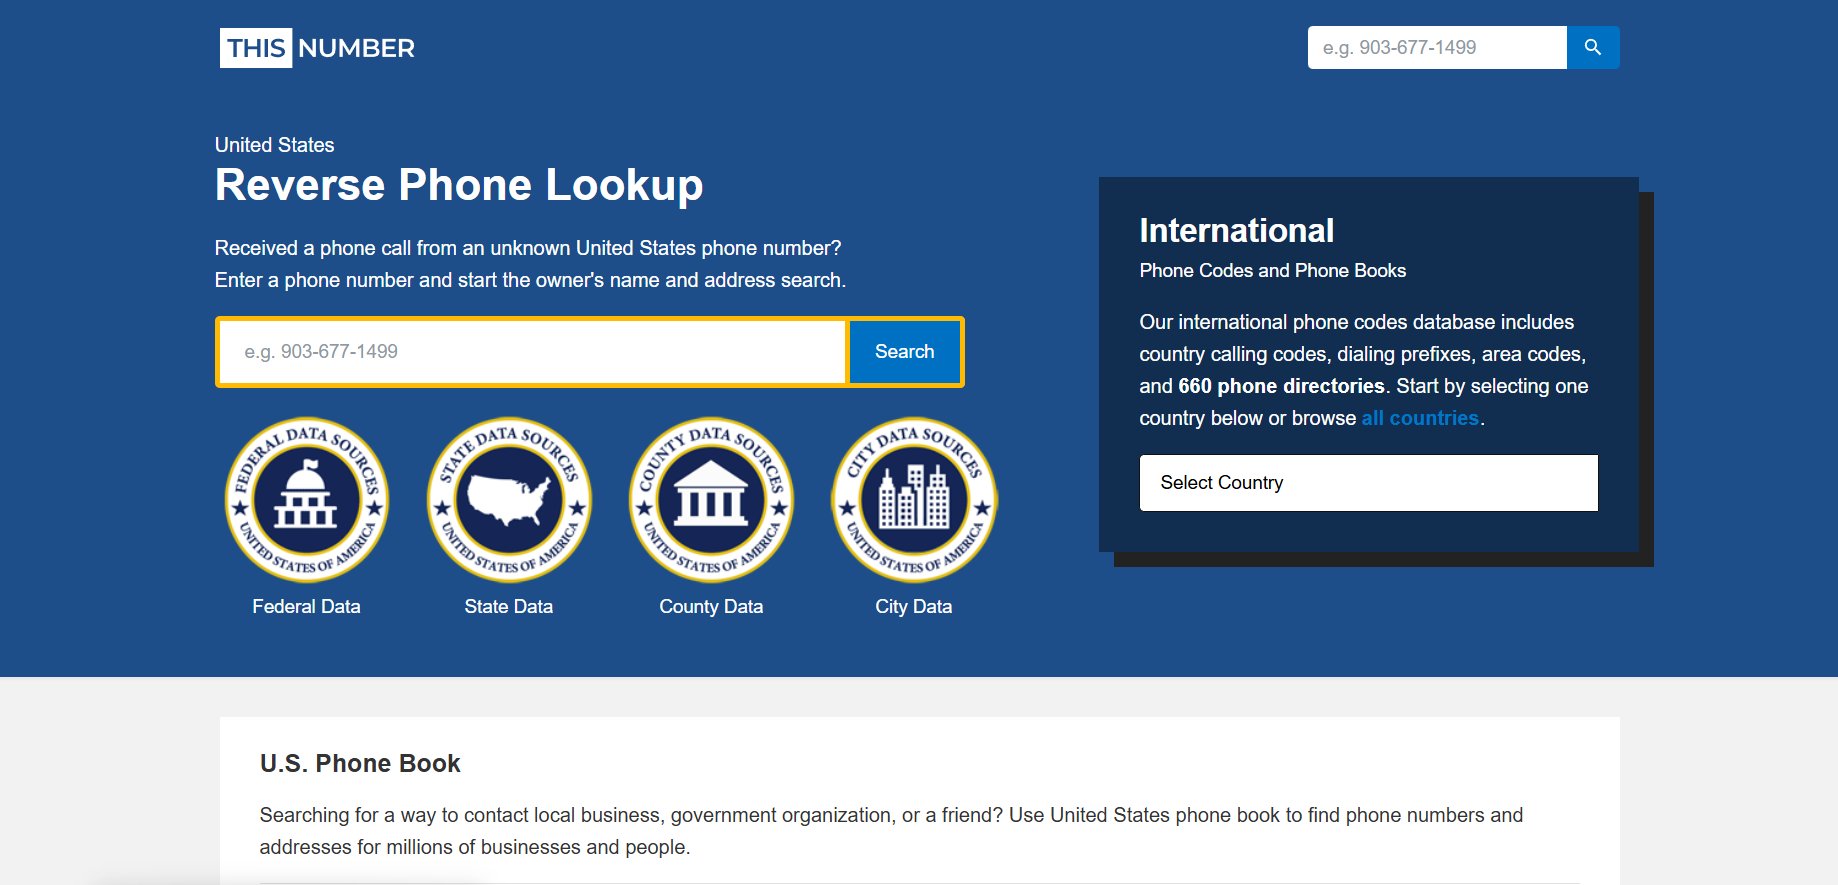 THIS NUMBER
e.g. 903-677-1499
United States
Reverse Phone Lookup
Received a phone call from an unknown United States phone number?
Enter a phone number and start the owner's name and address search.
e.g. 903-677-1499
Search
FEDERAL DATA SOURCES
UNITED STATES OF AMERICA
Federal Data
STATE DATA SOURCES
UNITED STATES OF AMERICA
State Data
COUNTY DATA SOURCES
UNITED STATES OF AMERICA
County Data
CITY DATA SOURCES
UNITED STATES OF AMERICA
City Data
International
Phone Codes and Phone Books
Our international phone codes database includes
country calling codes, dialing prefixes, area codes,
and 660 phone directories. Start by selecting one
country below or browse all countries.
Select Country
U.S. Phone Book
Searching for a way to contact local business, government organization, or a friend? Use United States phone book to find phone numbers and
addresses for millions of businesses and people.